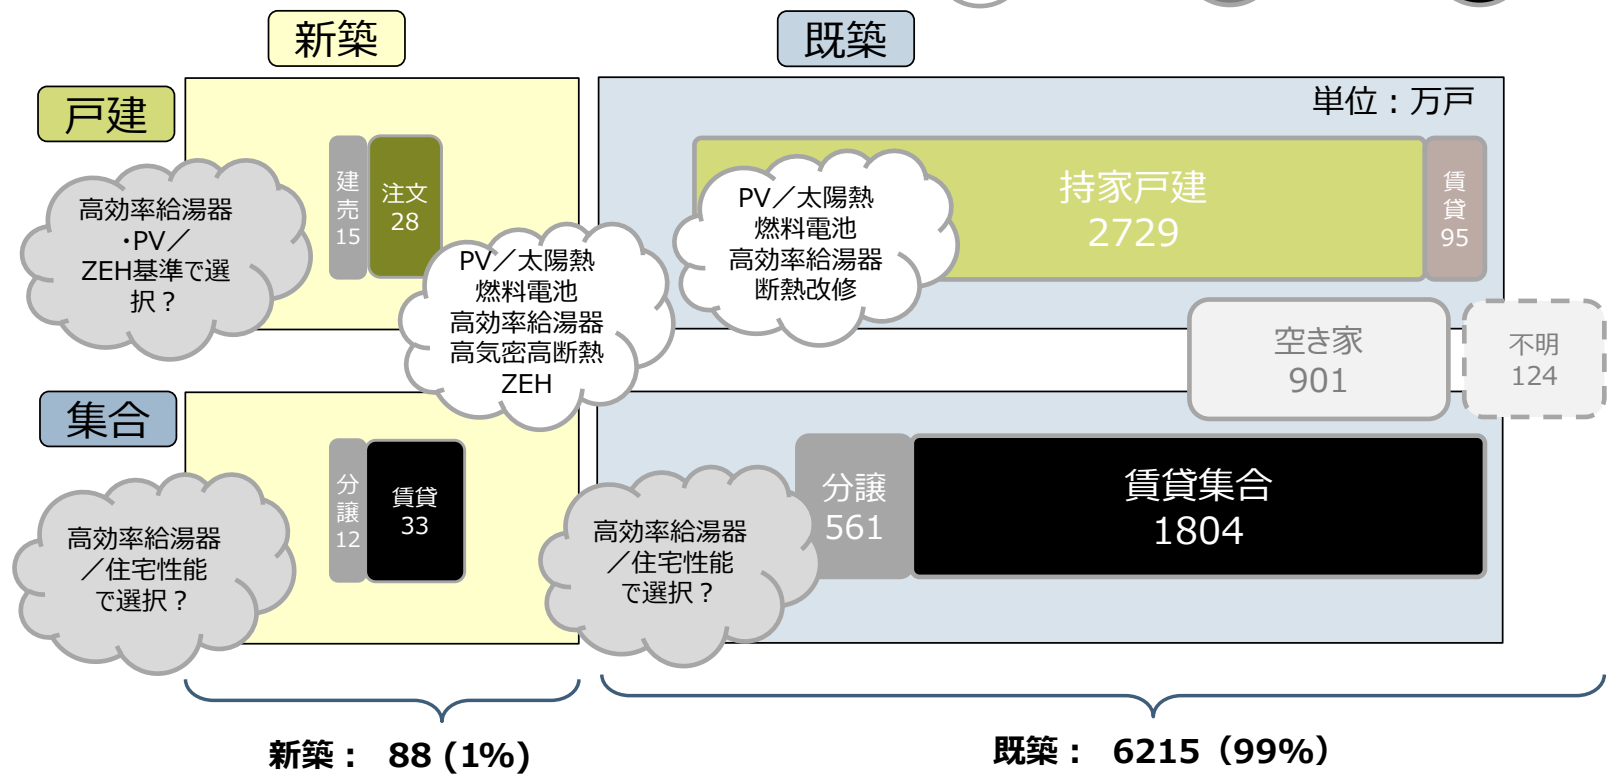 新築
既築
戸建
単位：万戸
建
売
15
注文
28
持家戸建
2729
賃
貸
95
高効率給湯器
・PV／
ZEH基準で選
択？
PV／太陽熱
燃料電池
高効率給湯器
高気密高断熱
ZEH
PV／太陽熱
燃料電池
高効率給湯器
断熱改修
空き家
901
不明
124
集合
分
譲
12
賃貸
33
分譲
561
賃貸集合
1804
高効率給湯器
／住宅性能
で選択？
高効率給湯器
／住宅性能
で選択？
新築： 88 (1%)
既築： 6215（99%）